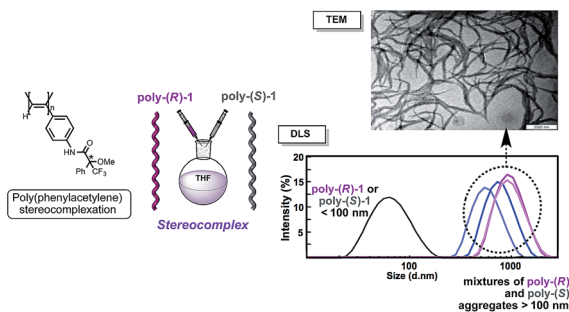 TEM
DLS
H
n
NH
O
*
OMe
Ph
CF3
Poly(phenylacetylene)
stereocomplexation
poly-(R)-1 poly-(S)-1
THF
Stereocomplex
Intensity (%)
20
15
10
5
poly-(R)-1 or
poly-(S)-1
< 100 nm
100 1000
Size (d.nm)
mixtures of poly-(R)
and poly-(S)
aggregates > 100 nm